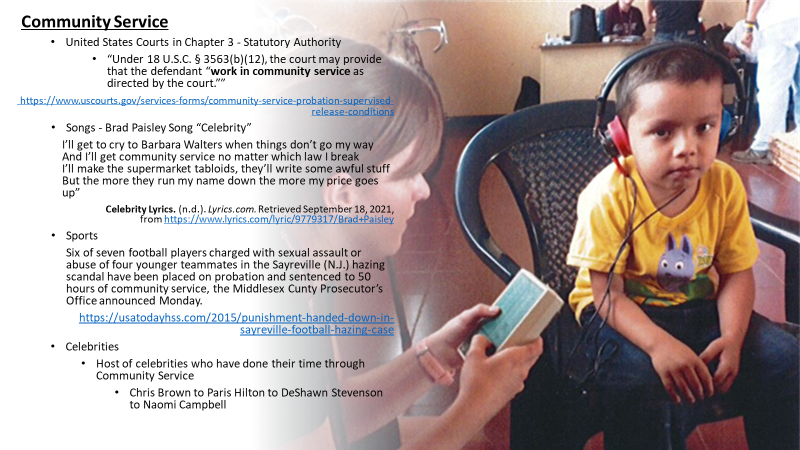 Community Service
• United States Courts in Chapter 3 - Statutory Authority
• “Under 18 U.S.C. § 3563(b)(12), the court may provide
that the defendant “work in community service as
directed by the court.””
https://www.uscourts.gov/services-forms/community-service-probation-supervised-
release-conditions
• Songs - Brad Paisley Song “Celebrity”
I’ll get to cry to Barbara Walters when things don’t go my way
And I’ll get community service no matter which law I break
I’ll make the supermarket tabloids, they’ll write some awful stuff
But the more they run my name down the more my price goes
up”
Celebrity Lyrics. (n.d.). Lyrics.com. Retrieved September 18, 2021,
from https://www.lyrics.com/lyric/9779317/Brad+Paisley
• Sports
Six of seven football players charged with sexual assault or
abuse of four younger teammates in the Sayreville (N.J.) hazing
scandal have been placed on probation and sentenced to 50
hours of community service, the Middlesex Cunty Prosecutor’s
Office announced Monday.
https://usatodayhss.com/2015/punishment-handed-down-in-
sayreville-football-hazing-case
• Celebrities
• Host of celebrities who have done their time through
Community Service
• Chris Brown to Paris Hilton to DeShawn Stevenson
to Naomi Campbell